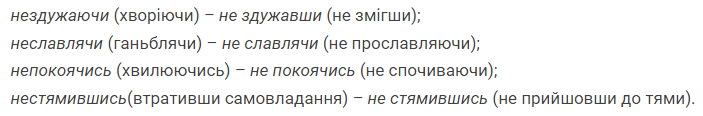 нездужаючи (хворіючи) – не здужавши (не змігши);
неславлячи (ганьблячи) – не славлячи (не прославляючи);
непокоячись (хвилюючись) – не покоячись (не спочиваючи);
нестямившись(втративши самовладання) – не стямившись (не прийшовши до тями).